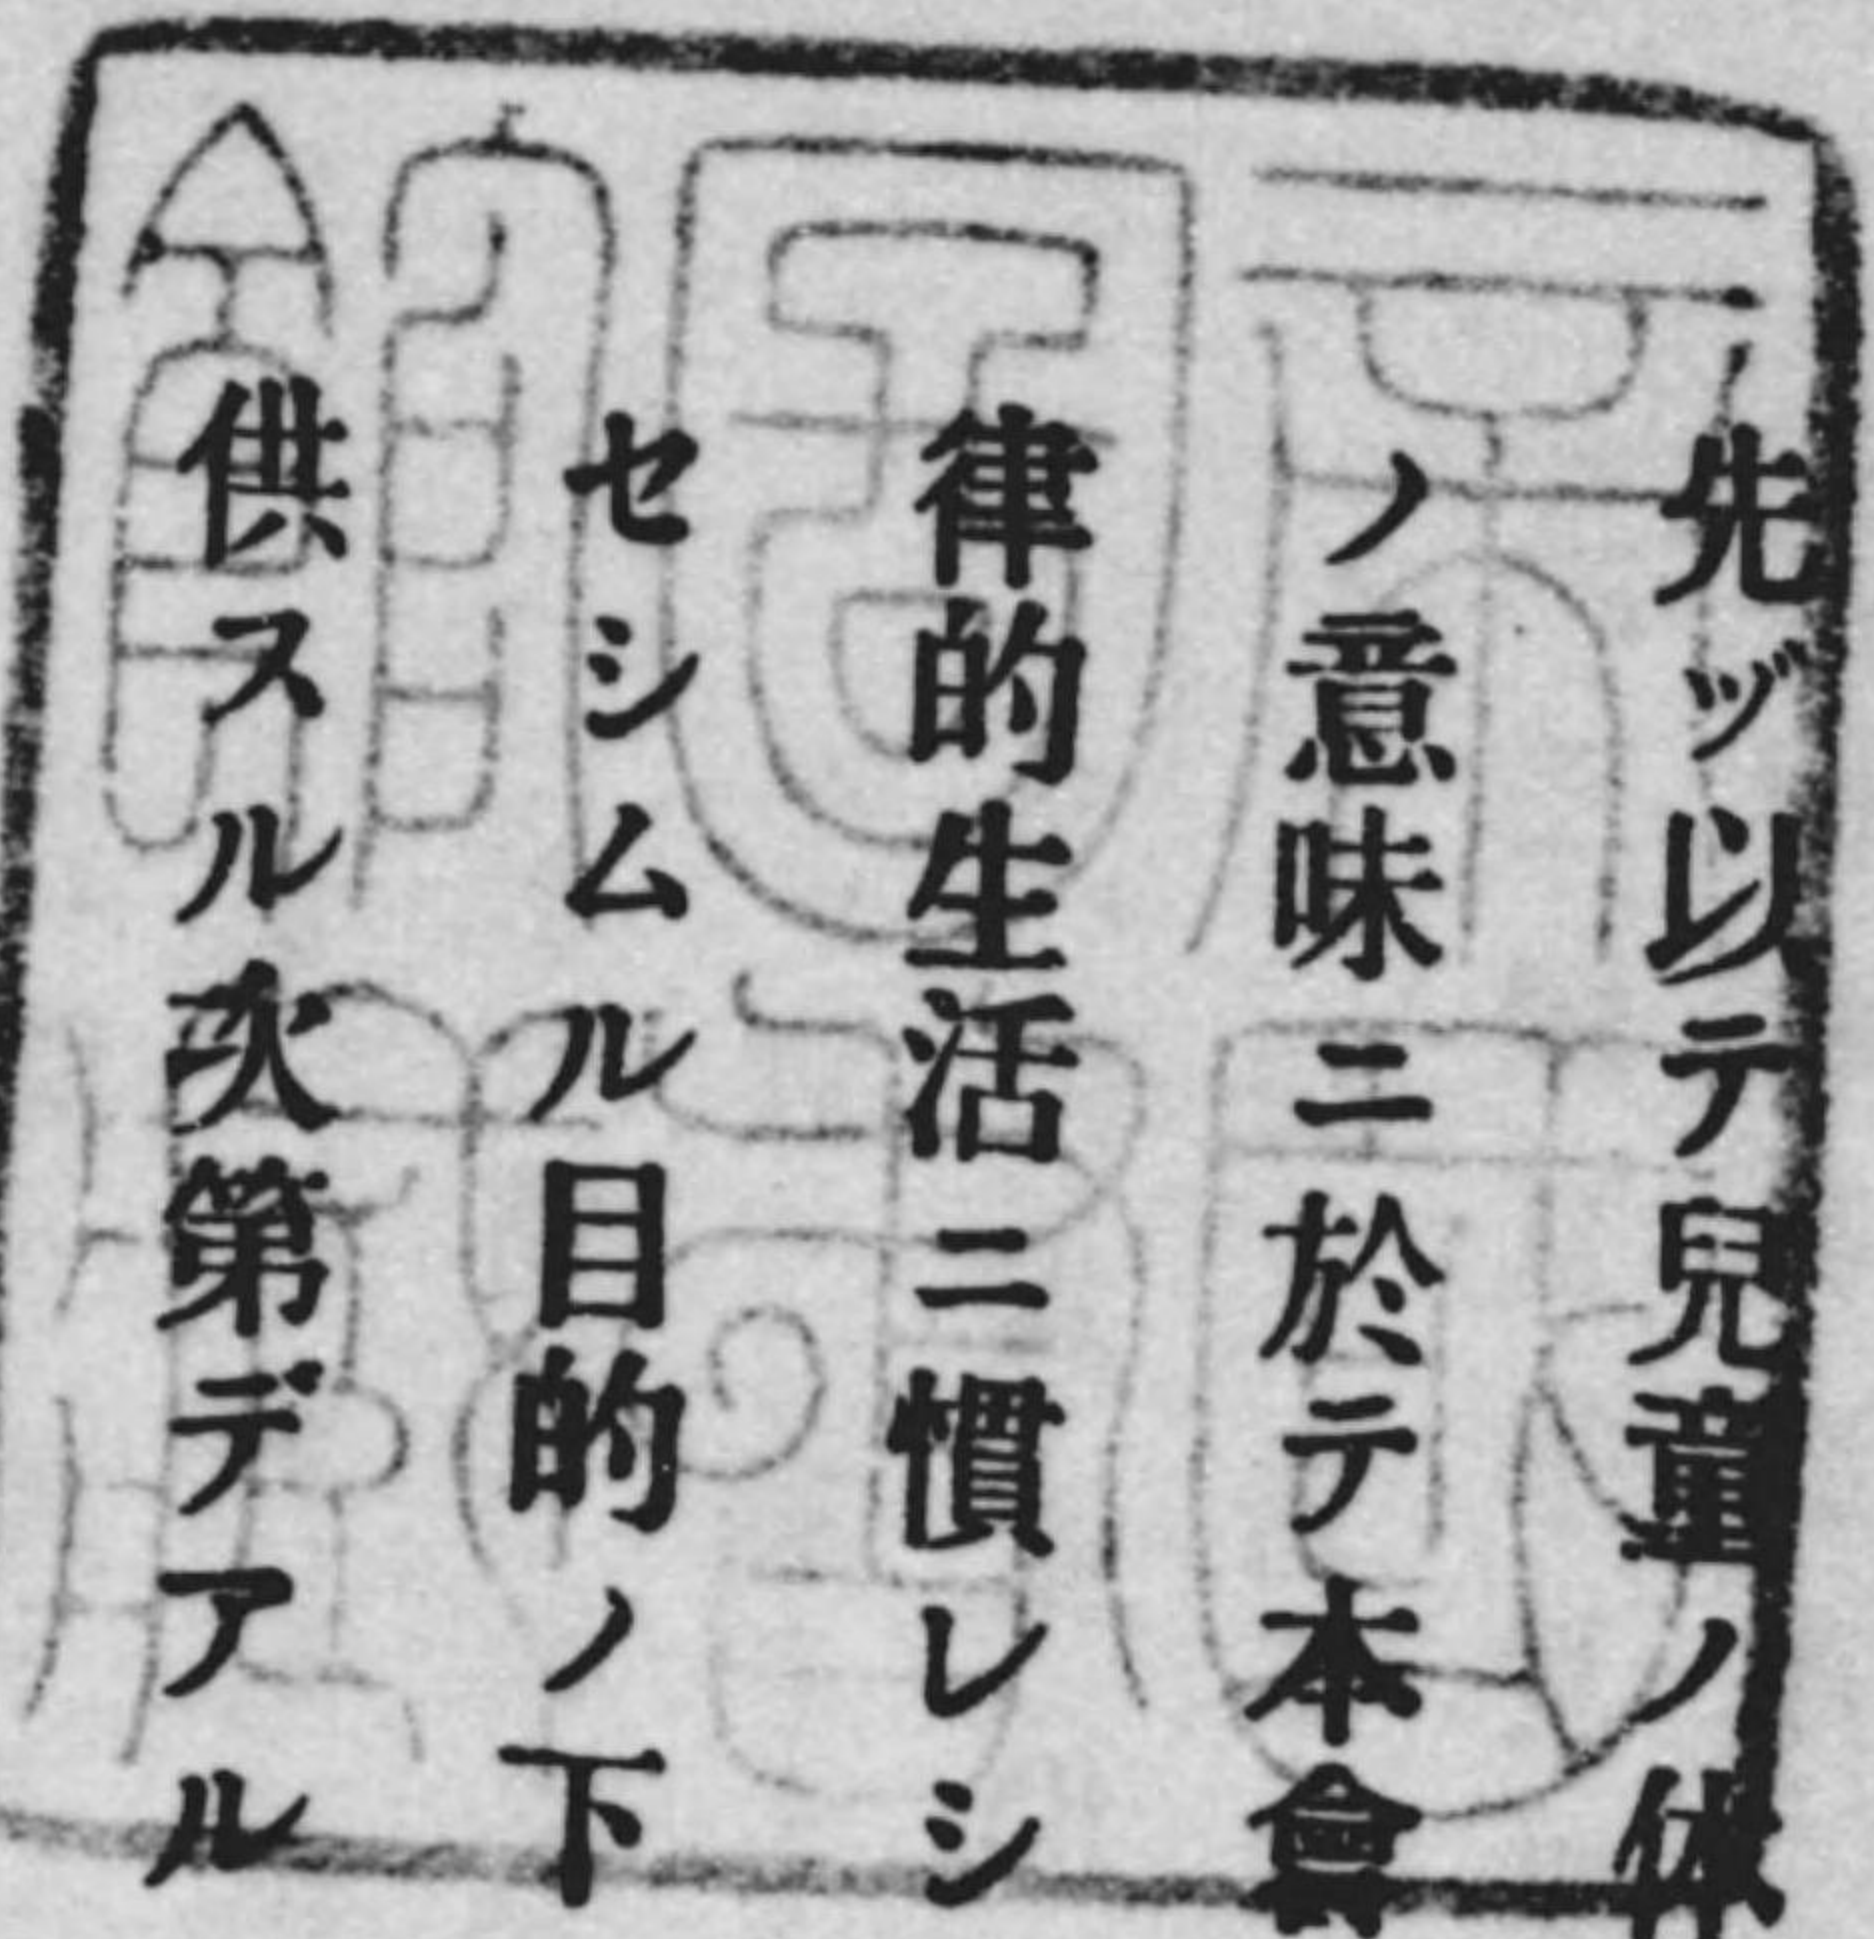 先ヅ以テ兒童ノ体
ノ意味ニ於テ本會
律的生活ニ慣レシ
セシムル目的ノ下
供スル次第デアル